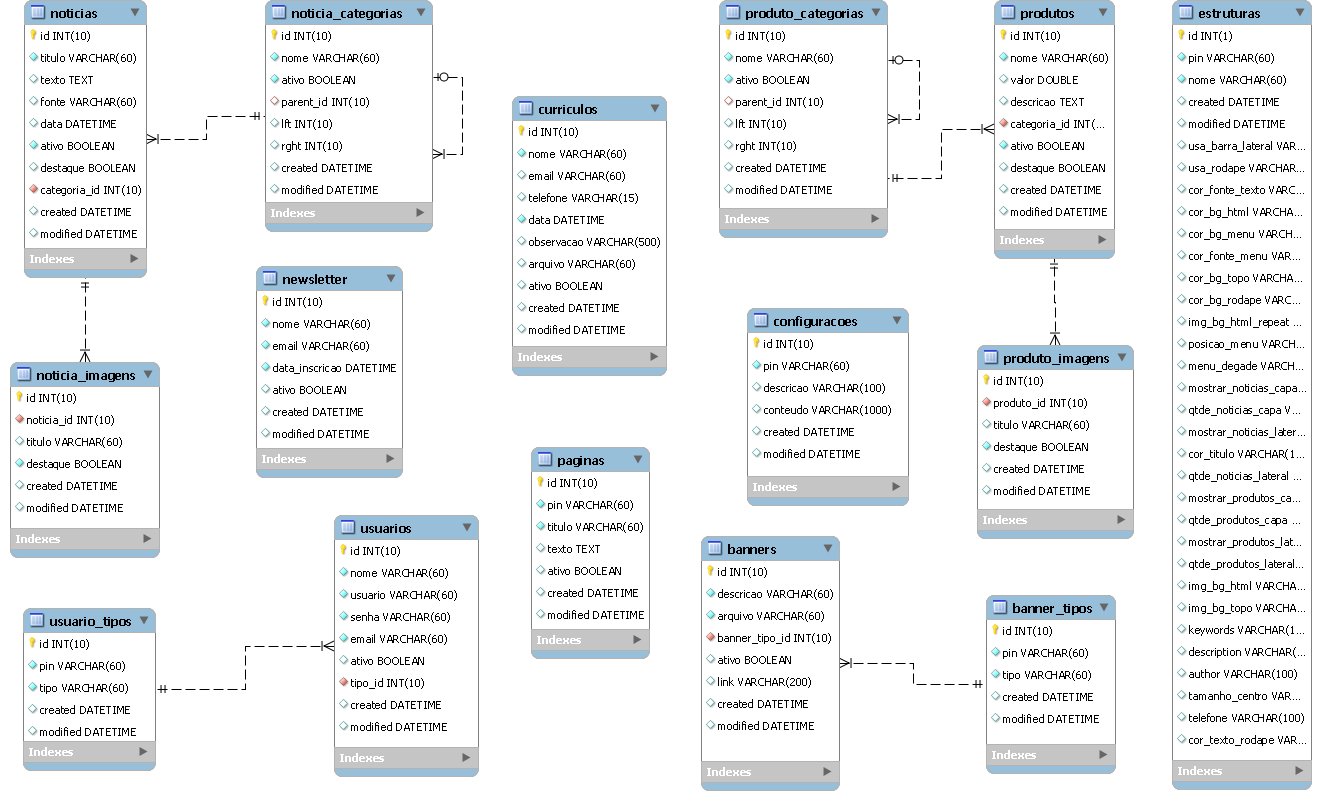 noticias
id INT(10)
titulo VARCHAR(60)
texto TEXT
fonte VARCHAR(60)
data DATETIME
ativo BOOLEAN
destaque BOOLEAN
categoria_id INT(10)
created DATETIME
modified DATETIME
Indexes
noticia_categorias
id INT(10)
nome VARCHAR(60)
ativo BOOLEAN
parent_id INT(10)
lft INT(10)
rght INT(10)
created DATETIME
modified DATETIME
Indexes
curriculos
id INT(10)
nome VARCHAR(60)
email VARCHAR(60)
telefone VARCHAR(15)
data DATETIME
observacao VARCHAR(500)
arquivo VARCHAR(60)
ativo BOOLEAN
created DATETIME
modified DATETIME
Indexes
produto_categorias
id INT(10)
nome VARCHAR(60)
ativo BOOLEAN
parent_id INT(10)
lft INT(10)
rght INT(10)
created DATETIME
modified DATETIME
Indexes
produtos
id INT(10)
nome VARCHAR(60)
valor DOUBLE
descricao TEXT
categoria_id INT(...
ativo BOOLEAN
destaque BOOLEAN
created DATETIME
modified DATETIME
Indexes
estruturas
id INT(1)
pin VARCHAR(60)
nome VARCHAR(60)
created DATETIME
modified DATETIME
usa_barra_lateral VAR...
usa_rodape VARCHAR...
cor_fonte_texto VARC...
cor_bg_html VARCHA...
cor_bg_menu VARCH...
cor_fonte_menu VAR...
cor_bg_topo VARCHA...
cor_bg_rodape VARC...
img_bg_html_repeat ...
posicao_menu VARCH...
menu_degade VARCH...
mostrar_noticias_capa...
qtde_noticias_capa V...
mostrar_noticias_later...
cor_titulo VARCHAR(1...
qtde_noticias_lateral ...
mostrar_produtos_ca...
qtde_produtos_capa ...
mostrar_produtos_lat...
qtde_produtos_lateral...
img_bg_html VARCHA...
img_bg_topo VARCHA...
keywords VARCHAR(1...
description VARCHAR(...
author VARCHAR(100)
tamanho_centro VAR...
telefone VARCHAR(100)
cor_texto_rodape VAR...
Indexes
newsletter
id INT(10)
nome VARCHAR(60)
email VARCHAR(60)
data_inscricao DATETIME
ativo BOOLEAN
created DATETIME
modified DATETIME
Indexes
configuracoes
id INT(10)
pin VARCHAR(60)
descricao VARCHAR(100)
conteudo VARCHAR(1000)
created DATETIME
modified DATETIME
Indexes
produto_imagens
id INT(10)
produto_id INT(10)
titulo VARCHAR(60)
destaque BOOLEAN
created DATETIME
modified DATETIME
Indexes
noticia_imagens
id INT(10)
noticia_id INT(10)
titulo VARCHAR(60)
destaque BOOLEAN
created DATETIME
modified DATETIME
Indexes
paginas
id INT(10)
pin VARCHAR(60)
titulo VARCHAR(60)
texto TEXT
ativo BOOLEAN
created DATETIME
modified DATETIME
Indexes
usuarios
id INT(10)
nome VARCHAR(60)
usuario VARCHAR(60)
senha VARCHAR(60)
email VARCHAR(60)
ativo BOOLEAN
tipo_id INT(10)
created DATETIME
modified DATETIME
Indexes
banners
id INT(10)
descricao VARCHAR(60)
arquivo VARCHAR(60)
banner_tipo_id INT(10)
ativo BOOLEAN
link VARCHAR(200)
created DATETIME
modified DATETIME
Indexes
usuario_tipos
id INT(10)
pin VARCHAR(60)
tipo VARCHAR(60)
created DATETIME
modified DATETIME
Indexes
banner_tipos
id INT(10)
pin VARCHAR(60)
tipo VARCHAR(60)
created DATETIME
modified DATETIME
Indexes